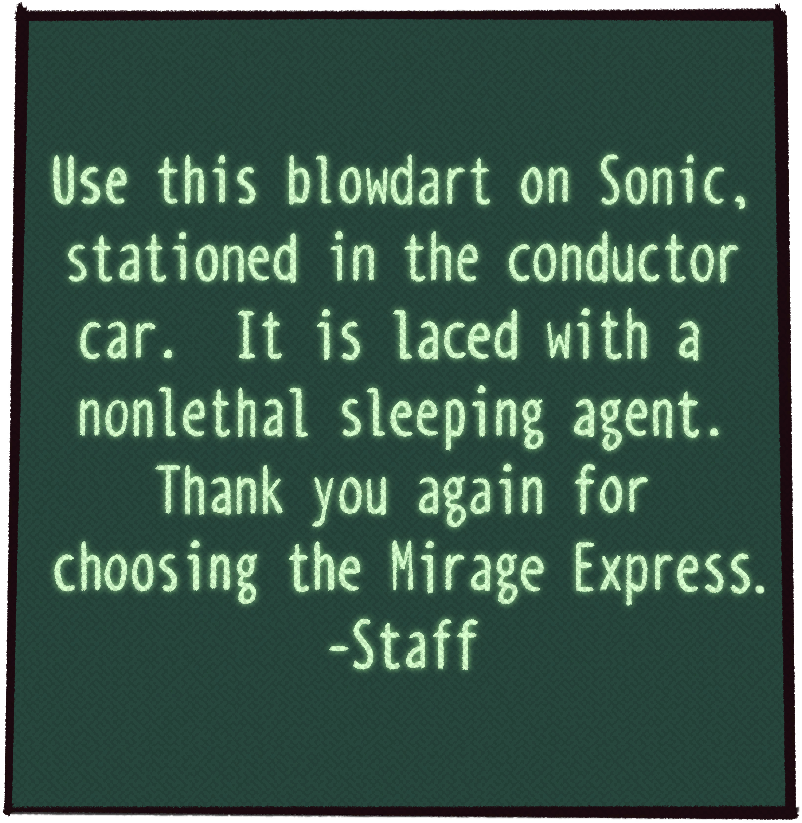 Use this blowdart on Sonic,
stationed in the conductor
car.  It is laced with a
nonlethal sleeping agent.
Thank you again for
choosing the Mirage Express.
-Staff